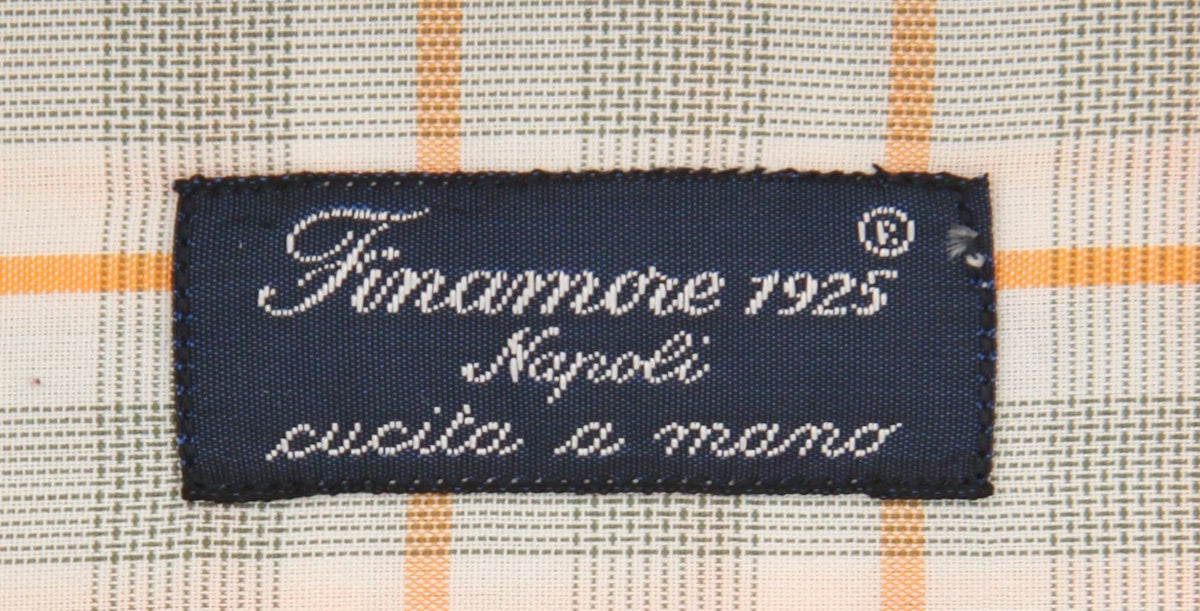 Finamore 1925®
Napoli
cucita a mano